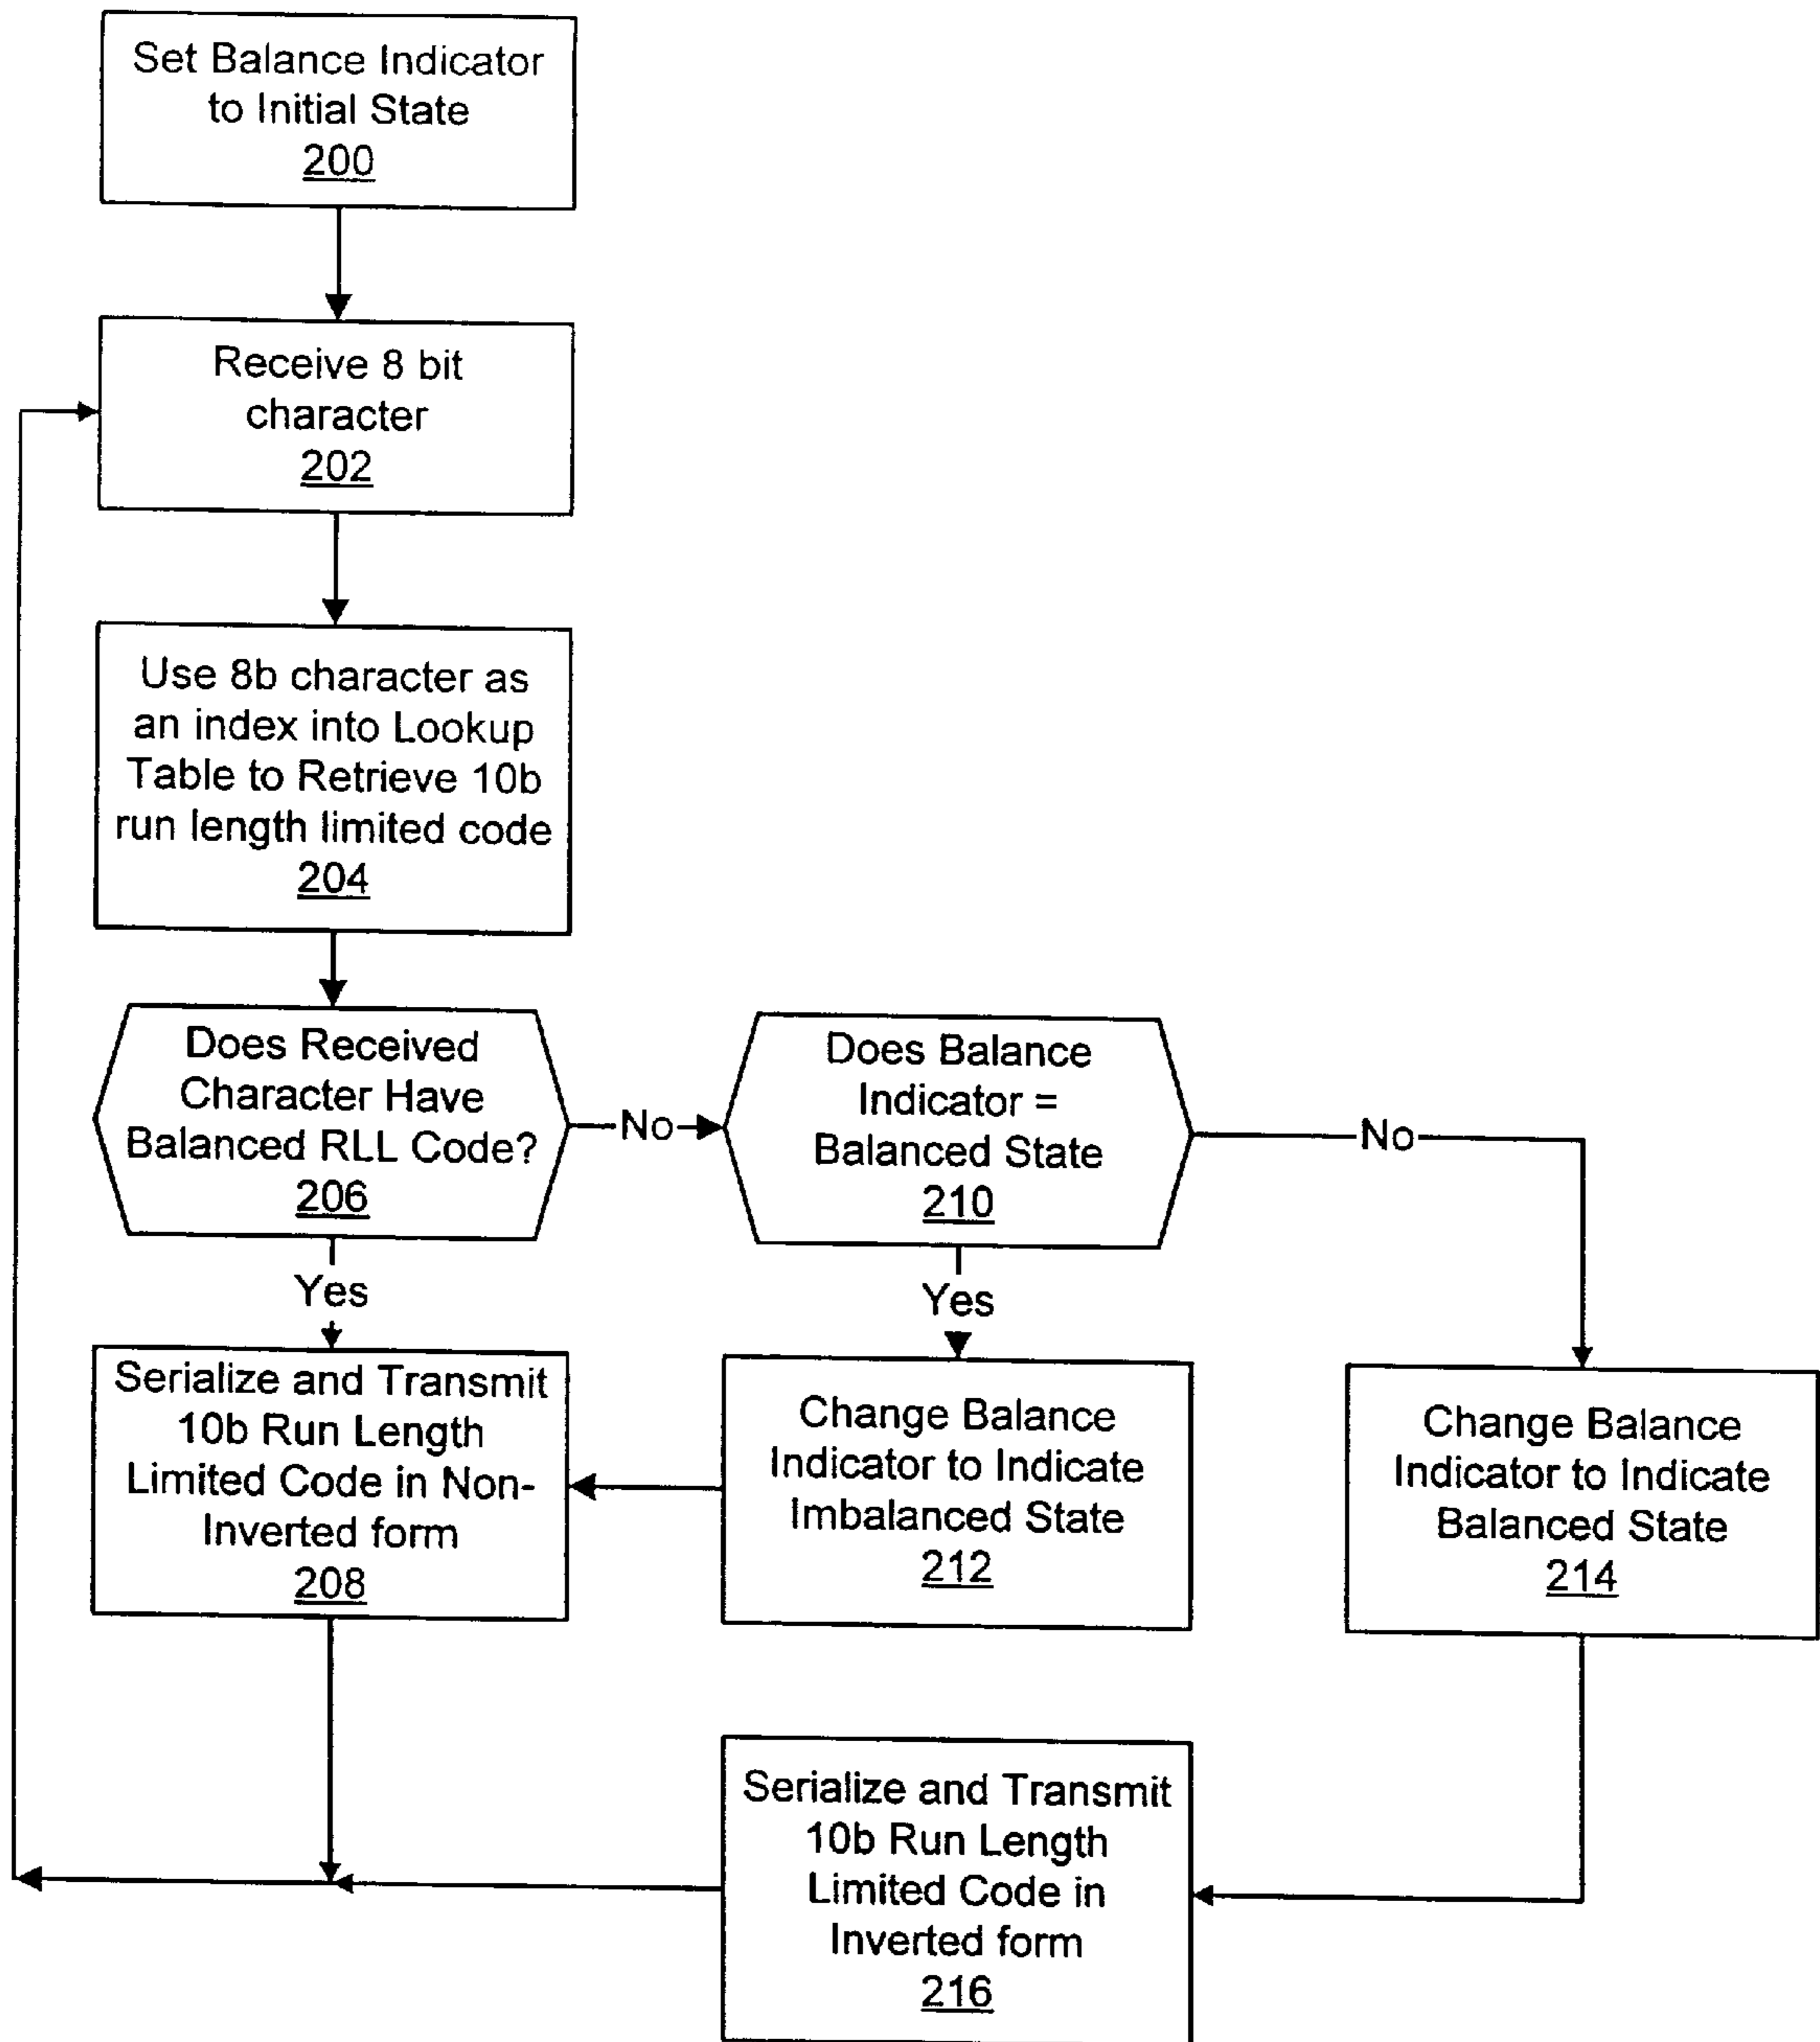 Set Balance Indicator
to Initial State
200
Receive 8 bit
character
202
Use 8b character as
an index into Lookup
Table to Retrieve 10b
run length limited code
204
Does Received
Character Have
Balanced RLL Code?
206
No
Does Balance
Indicator =
Balanced State
210
No
Yes
Yes
Serialize and Transmit
10b Run Length
Limited Code in Non-
Inverted form
208
Change Balance
Indicator to Indicate
Imbalanced State
212
Change Balance
Indicator to Indicate
Balanced State
214
Serialize and Transmit
10b Run Length
Limited Code in
Inverted form
216